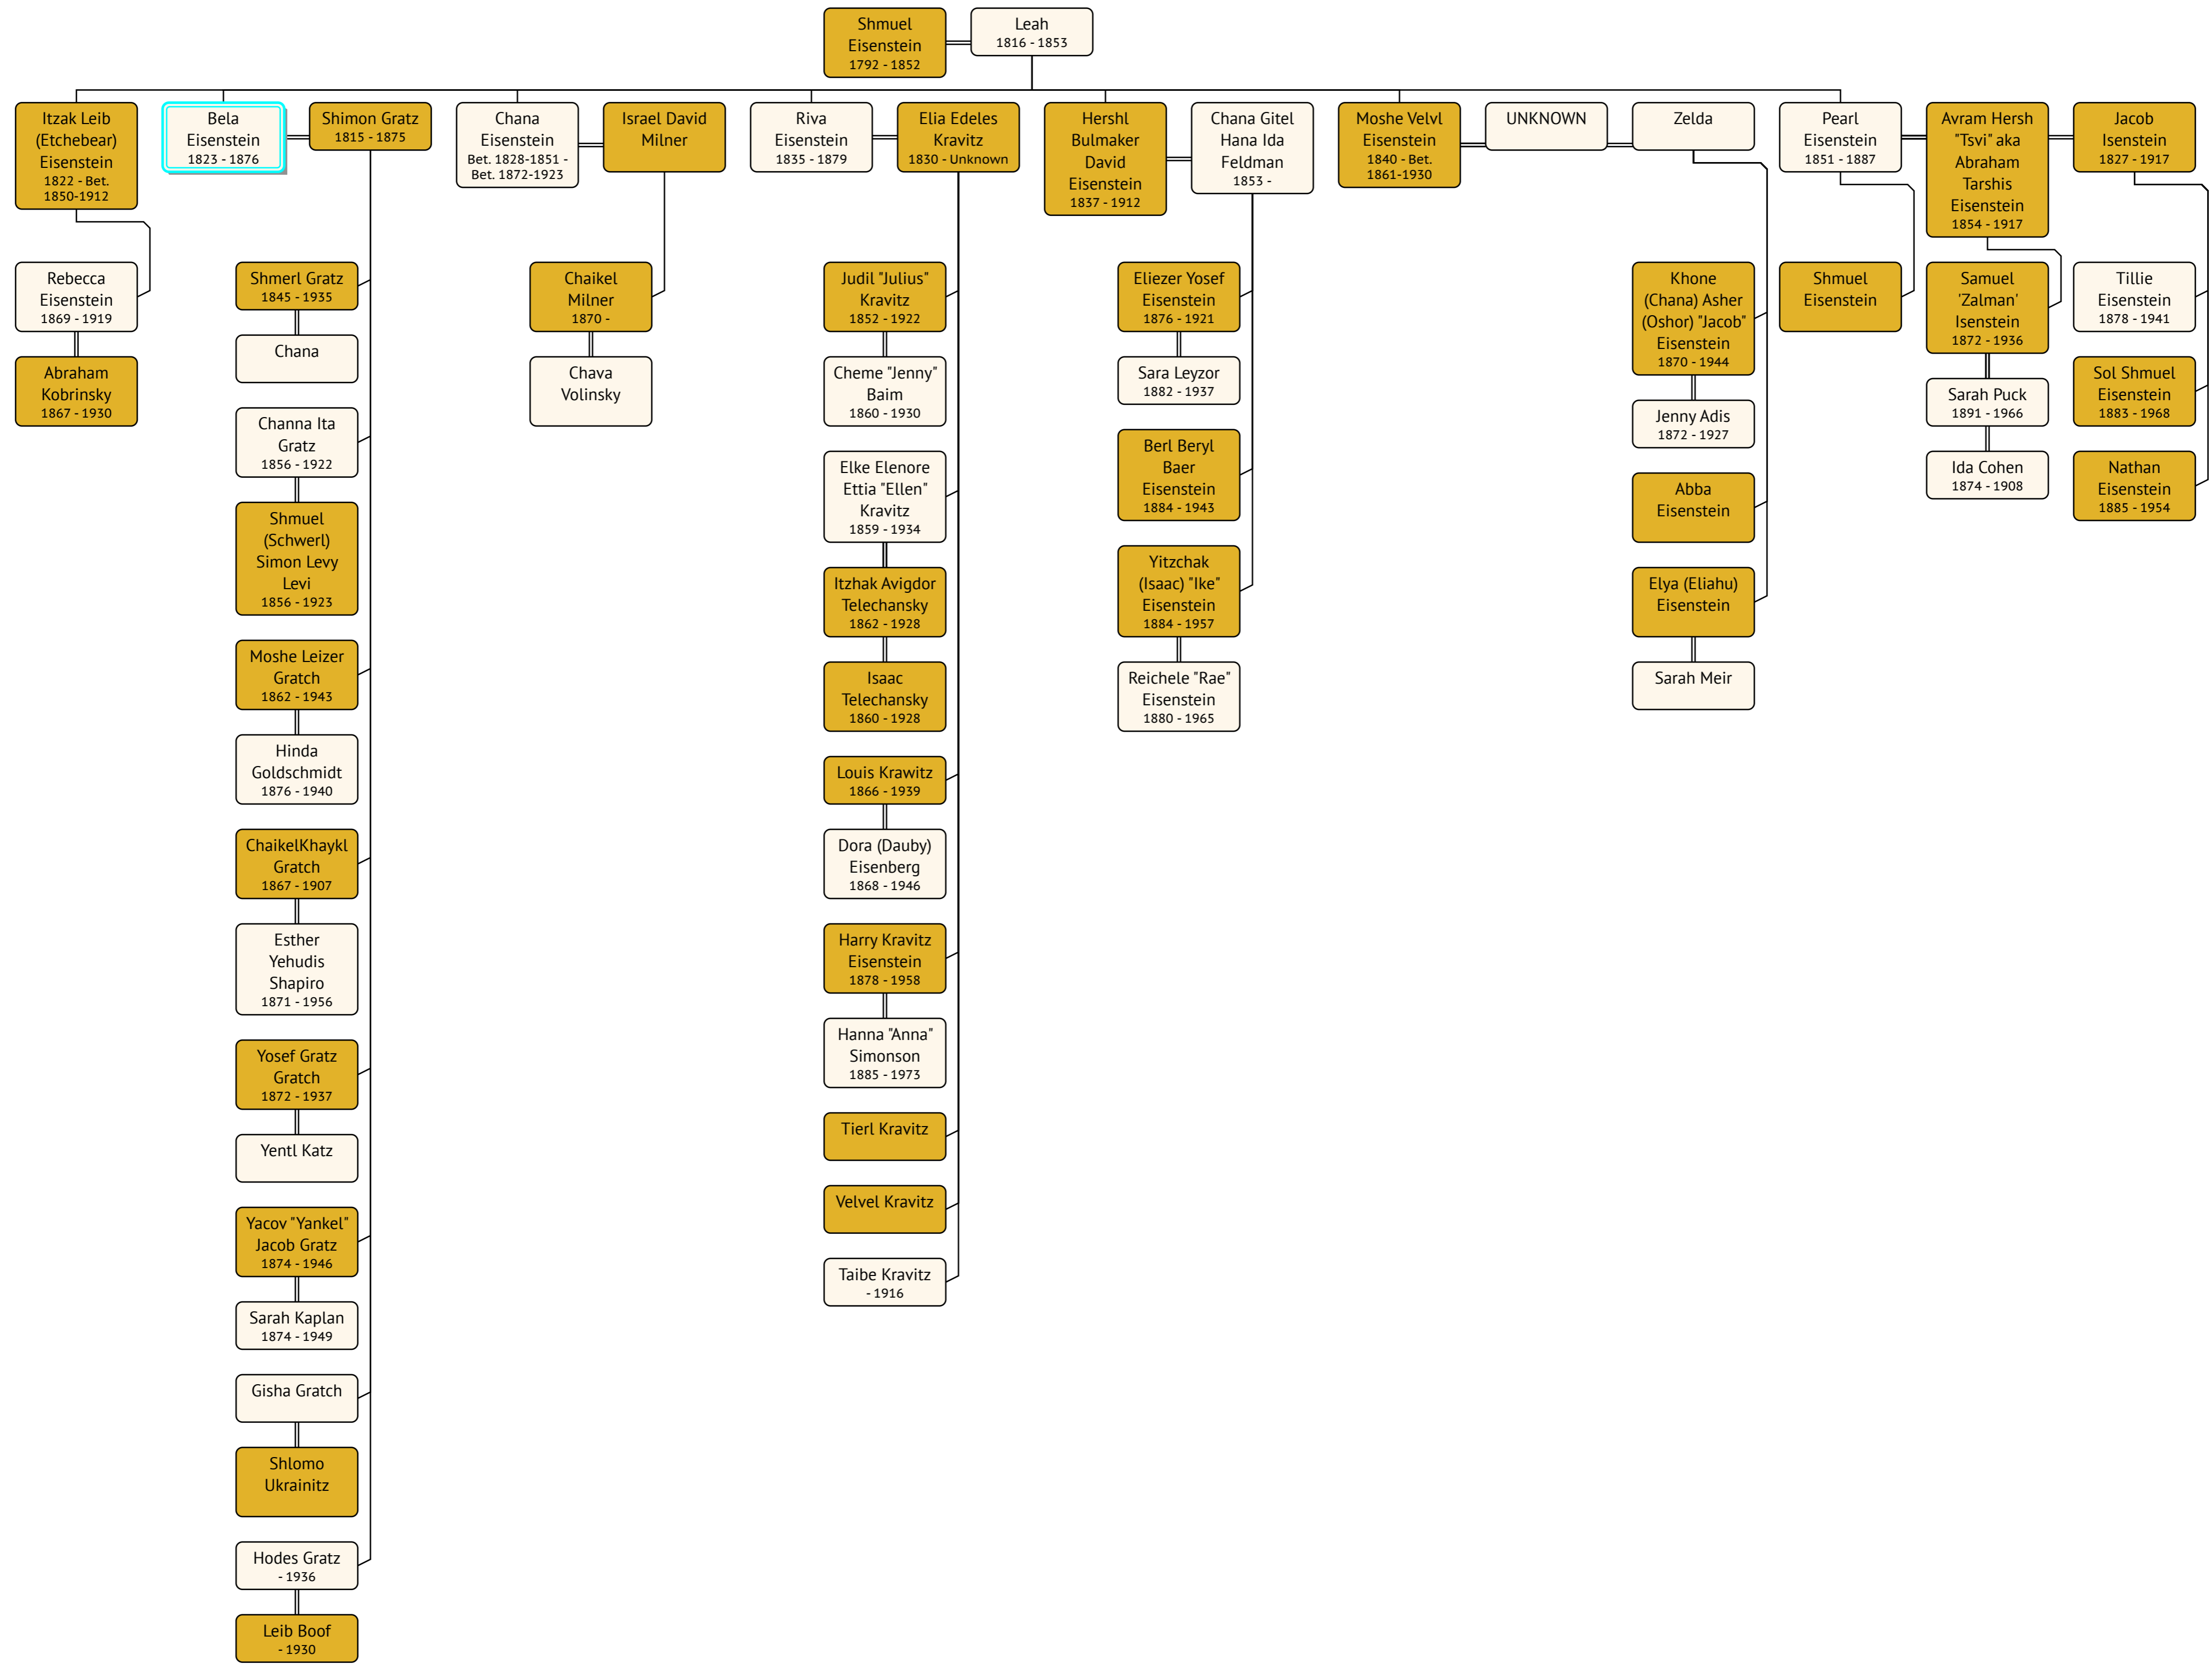 Shmuel
Eisenstein
1792 - 1852
Leah
1816 - 1853
Itzak Leib
(Etchebear)
Eisenstein
1822 - Bet.
1850-1912
Bela
Eisenstein
1823 - 1876
Shimon Gratz
1815 - 1875
Chana
Eisenstein
Bet. 1828-1851 -
Bet. 1872-1923
Israel David
Milner
Riva
Eisenstein
1835 - 1879
Elia Edeles
Kravitz
1830 - Unknown
Hershl
Bulmaker
David
Eisenstein
1837 - 1912
Chana Gitel
Hana Ida
Feldman
1853 -
Moshe Velvl
Eisenstein
1840 - Bet.
1861-1930
UNKNOWN
Zelda
Pearl
Eisenstein
1851 - 1887
Avram Hersh
"Tsvi" aka
Abraham
Tarshis
Eisenstein
1854 - 1917
Jacob
Isenstein
1827 - 1917
Rebecca
Eisenstein
1869 - 1919
Abraham
Kobrinsky
1867 - 1930
Shmerl Gratz
1845 - 1935
Chana
Channa Ita
Gratz
1856 - 1922
Shmuel
(Schwerl)
Simon Levy
Levi
1856 - 1923
Moshe Leizer
Gratch
1862 - 1943
Hinda
Goldschmidt
1876 - 1940
ChaikelKhaykl
Gratch
1867 - 1907
Esther
Yehudis
Shapiro
1871 - 1956
Yosef Gratz
Gratch
1872 - 1937
Yentl Katz
Yacov "Yankel"
Jacob Gratz
1874 - 1946
Sarah Kaplan
1874 - 1949
Gisha Gratch
Shlomo
Ukrainitz
Hodes Gratz
- 1936
Leib Boof
- 1930
Chaikel
Milner
1870 -
Chava
Volinsky
Judil "Julius"
Kravitz
1852 - 1922
Cheme "Jenny"
Baim
1860 - 1930
Elke Elenore
Ettia "Ellen"
Kravitz
1859 - 1934
Itzhak Avigdor
Telechansky
1862 - 1928
Isaac
Telechansky
1860 - 1928
Louis Krawitz
1866 - 1939
Dora (Dauby)
Eisenberg
1868 - 1946
Harry Kravitz
Eisenstein
1878 - 1958
Hanna "Anna"
Simonson
1885 - 1973
Tierl Kravitz
Velvel Kravitz
Taibe Kravitz
- 1916
Eliezer Yosef
Eisenstein
1876 - 1921
Sara Leyzor
1882 - 1937
Berl Beryl
Baer
Eisenstein
1884 - 1943
Yitzchak
(Isaac) "Ike"
Eisenstein
1884 - 1957
Reichele "Rae"
Eisenstein
1880 - 1965
Khone
(Chana) Asher
(Oshor) "Jacob"
Eisenstein
1870 - 1944
Jenny Adis
1872 - 1927
Abba
Eisenstein
Elya (Eliahu)
Eisenstein
Sarah Meir
Shmuel
Eisenstein
Samuel
'Zalman'
Isenstein
1872 - 1936
Sarah Puck
1891 - 1966
Ida Cohen
1874 - 1908
Tillie
Eisenstein
1878 - 1941
Sol Shmuel
Eisenstein
1883 - 1968
Nathan
Eisenstein
1885 - 1954